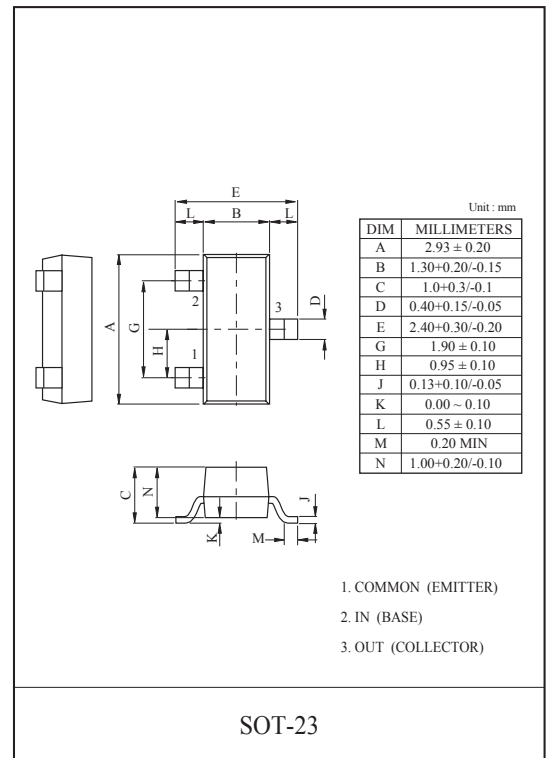 E
L B L
A
G
H
D
2
3
1
C
N
K
M
J
Unit : mm
DIM MILLIMETERS
A 2.93 ± 0.20
B 1.30+0.20/-0.15
C 1.0+0.3/-0.1
D 0.40+0.15/-0.05
E 2.40+0.30/-0.20
G 1.90 ± 0.10
H 0.95 ± 0.10
J 0.13+0.10/-0.05
K 0.00 ~ 0.10
L 0.55 ± 0.10
M 0.20 MIN
N 1.00+0.20/-0.10
1. COMMON (EMITTER)
2. IN (BASE)
3. OUT (COLLECTOR)
SOT-23